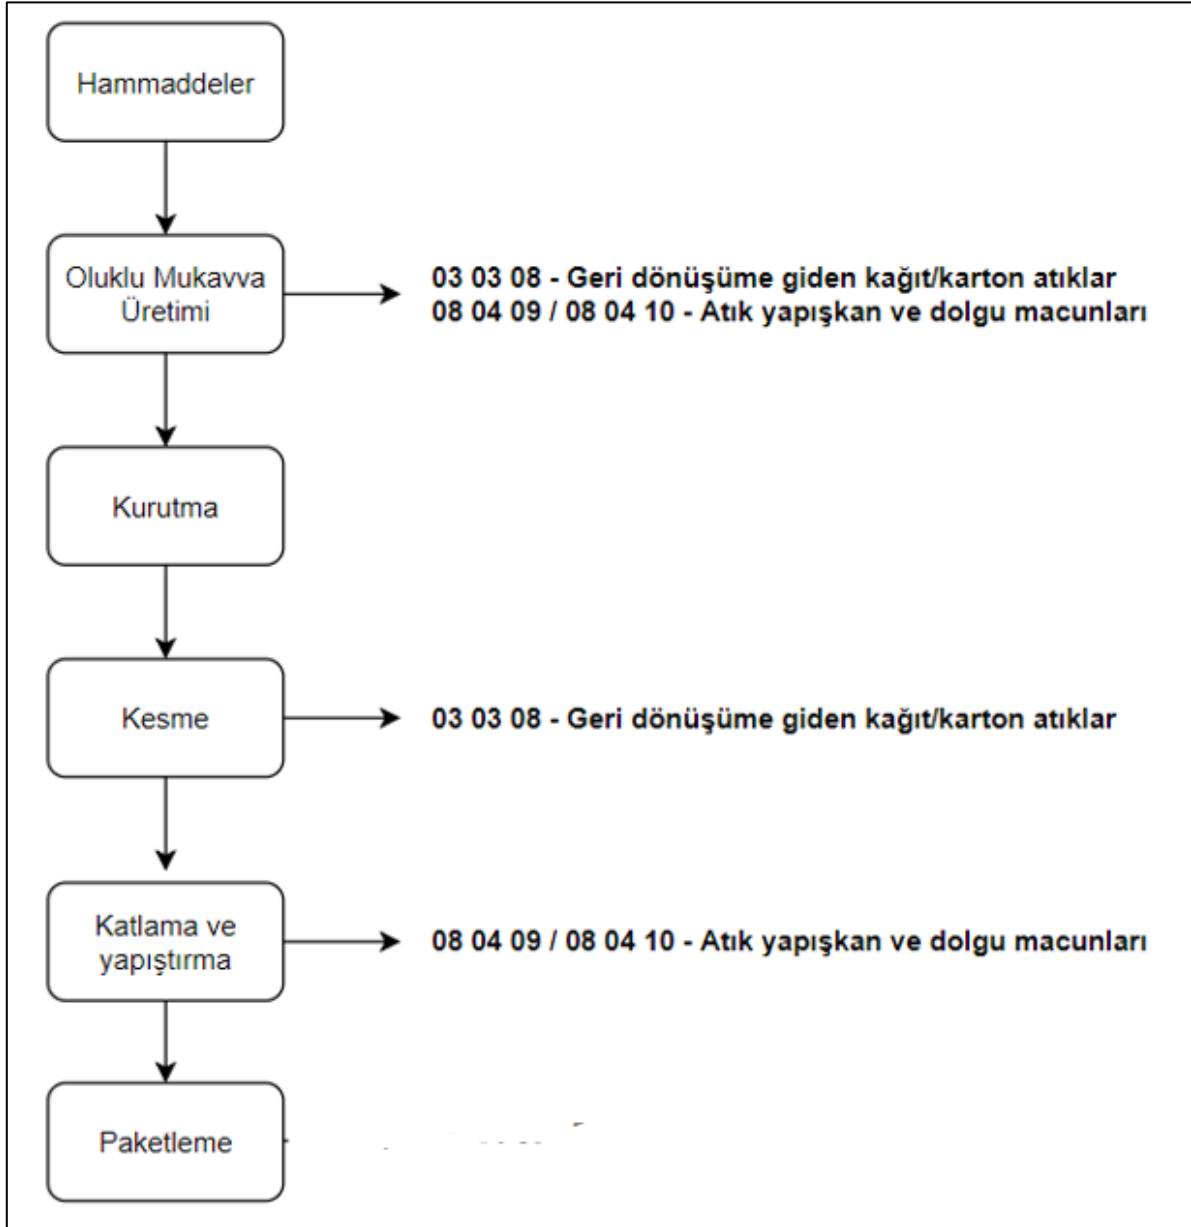 Hammaddeler
Oluklu Mukavva
Üretimi
03 03 08 - Geri dönüşüme giden kağıt/karton atıklar
08 04 09 / 08 04 10 - Atık yapışkan ve dolgu macunları
Kurutma
Kesme
03 03 08 - Geri dönüşüme giden kağıt/karton atıklar
Katlama ve
yapıştırma
08 04 09 / 08 04 10 - Atık yapışkan ve dolgu macunları
Paketleme